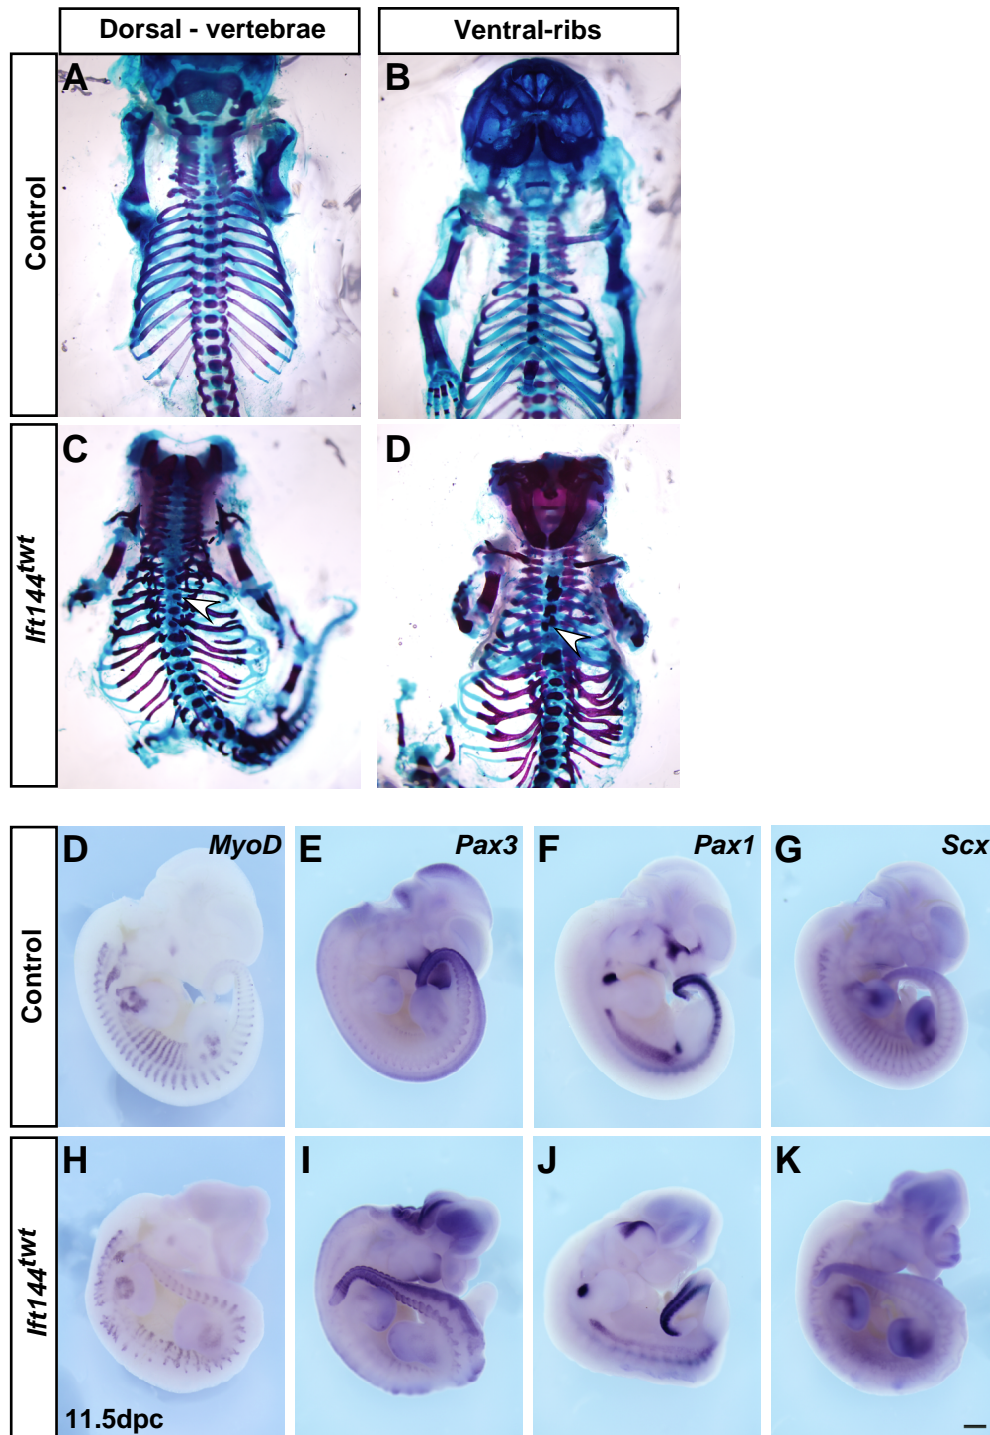 Dorsal - vertebrae
Ventral-ribs
Control
A
B
Ift144twt
C
D
Control
D
MyoD
E
Pax3
F
Pax1
G
Scx
Ift144twt
H
I
J
K
11.5dpc